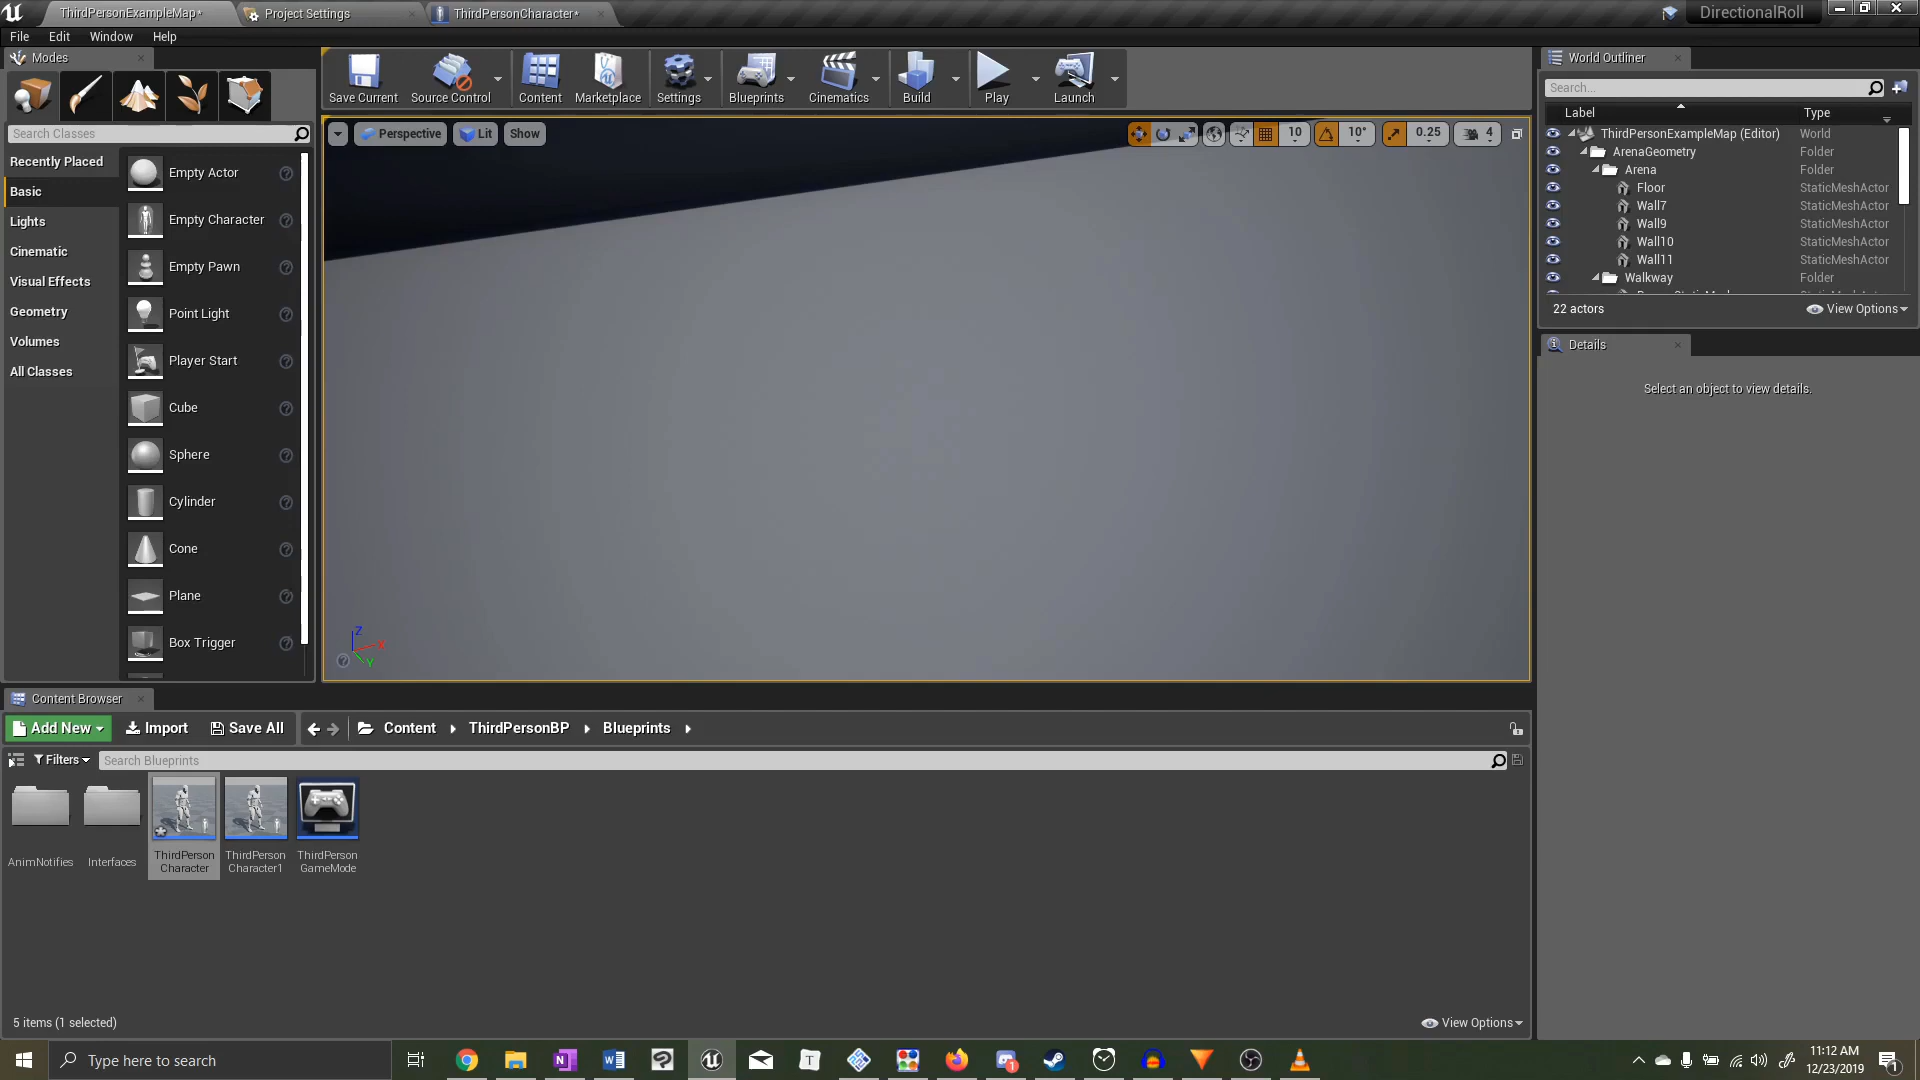 ThirdPersonExampleMap*
Project Settings
ThirdPersonCharacter*
DirectionalRoll
File Edit Window Help
Modes
Save Current
Source Control
Content
Marketplace
Settings
Blueprints
Cinematics
Build
Play
Launch
Search Classes
Recently Placed
Basic
Lights
Cinematic
Visual Effects
Geometry
Volumes
All Classes
Empty Actor
Empty Character
Empty Pawn
Point Light
Player Start
Cube
Sphere
Cylinder
Cone
Plane
Box Trigger
Perspective
Lit
Show
10
10°
0.25
4
Z
X
Y
World Outliner
Search...
Label Type
ThirdPersonExampleMap (Editor) World
ArenaGeometry Folder
Arena Folder
Floor StaticMeshActor
Wall7 StaticMeshActor
Wall9 StaticMeshActor
Wall10 StaticMeshActor
Wall11 StaticMeshActor
Walkway Folder
22 actors
View Options
Details
Select an object to view details.
Content Browser
Add New
Import
Save All
Content
ThirdPersonBP
Blueprints
Filters
Search Blueprints
AnimNotifies
Interfaces
ThirdPerson
Character
ThirdPerson
Character1
ThirdPerson
GameMode
5 items (1 selected)
View Options
Type here to search
11:12 AM
12/23/2019